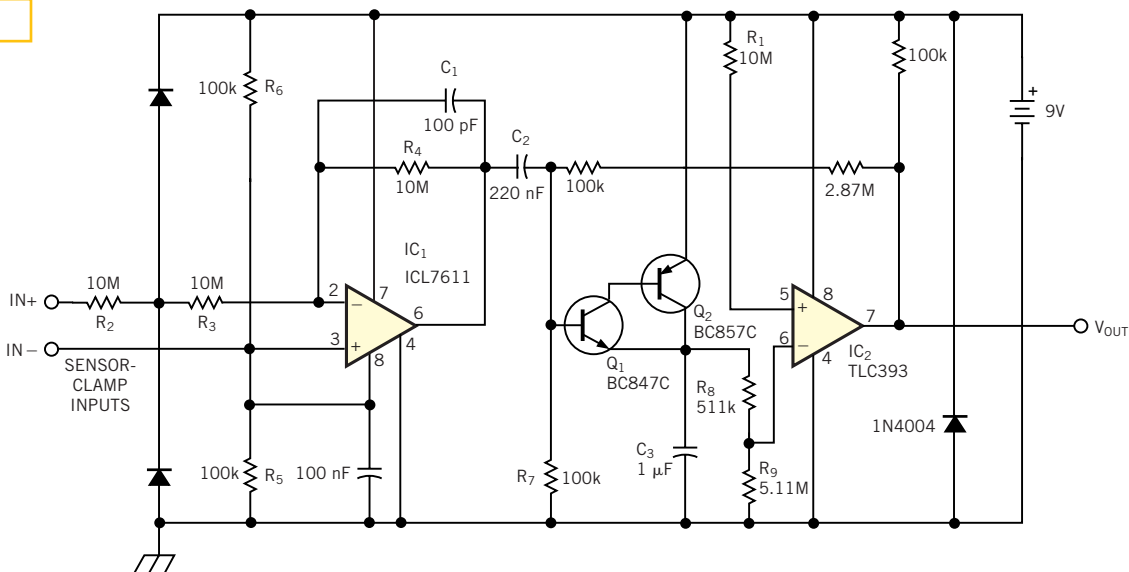 R1
10M
100k
100k
R6
C1
100 pF
+
9V
R4
10M
C2
220 nF
100k
2.87M
IC1
ICL7611
10M
10M
IN+
R2
R3
2
−
7
6
Q2
BC857C
5
+
8
7
VOUT
IN−
3
+
4
8
6
−
4
IC2
TLC393
SENSOR-
CLAMP
INPUTS
Q1
BC847C
R8
511k
1N4004
C3
1 μF
100k
R5
100 nF
R7
100k
R9
5.11M